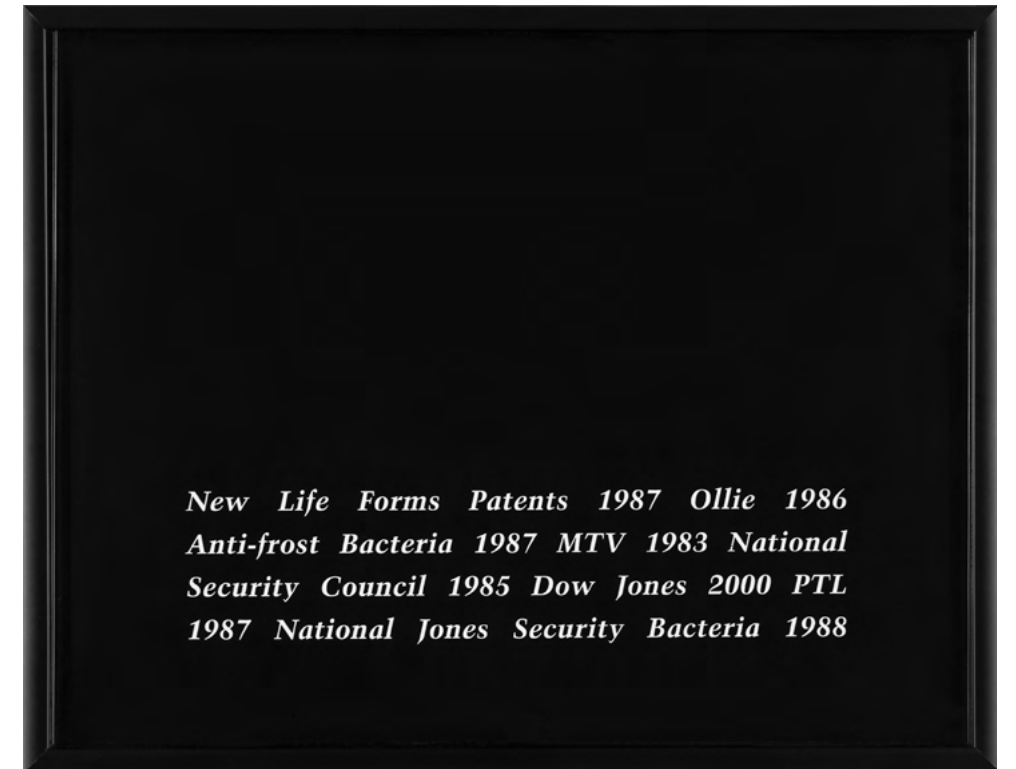 New Life Forms Patents 1987 Ollie 1986
Anti-frost Bacteria 1987 MTV 1983 National
Security Council 1985 Dow Jones 2000 PTL
1987 National Jones Security Bacteria 1988